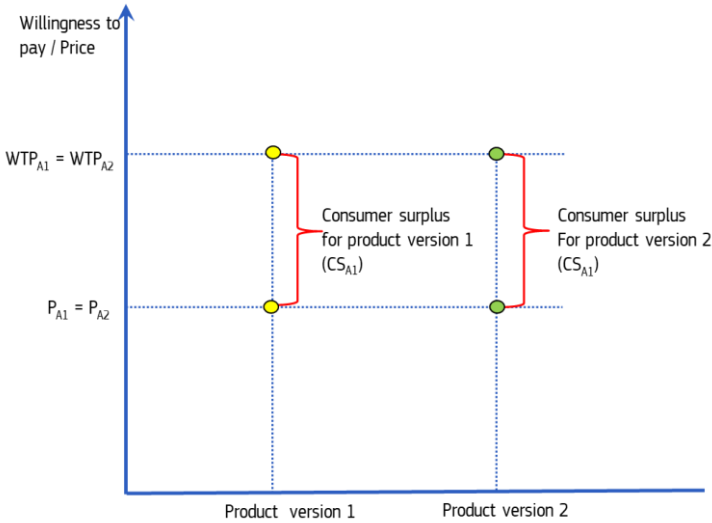 Willingness to
pay / Price
WTPA1 = WTPA2
Consumer surplus
for product version 1
(CSA1)
Consumer surplus
For product version 2
(CSA1)
PA1 = PA2
Product version 1
Product version 2